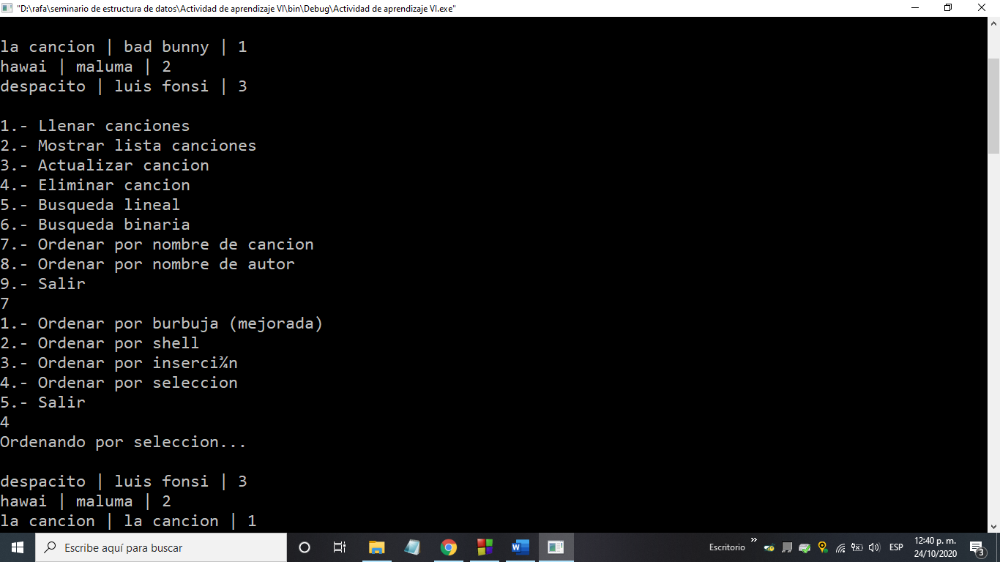 "D:\rafa\seminario de estructura de datos\Actividad de aprendizaje VI\bin\Debug\Actividad de aprendizaje VI.exe"
la cancion | bad bunny | 1
hawai | maluma | 2
despacito | luis fonsi | 3
1.- Llenar canciones
2.- Mostrar lista canciones
3.- Actualizar cancion
4.- Eliminar cancion
5.- Busqueda lineal
6.- Busqueda binaria
7.- Ordenar por nombre de cancion
8.- Ordenar por nombre de autor
9.- Salir
7
1.- Ordenar por burbuja (mejorada)
2.- Ordenar por shell
3.- Ordenar por inserci¾n
4.- Ordenar por seleccion
5.- Salir
4
Ordenando por seleccion...
despacito | luis fonsi | 3
hawai | maluma | 2
la cancion | la cancion | 1
Escribe aquí para buscar
Escritorio
ESP
12:40 p. m.
24/10/2020
3